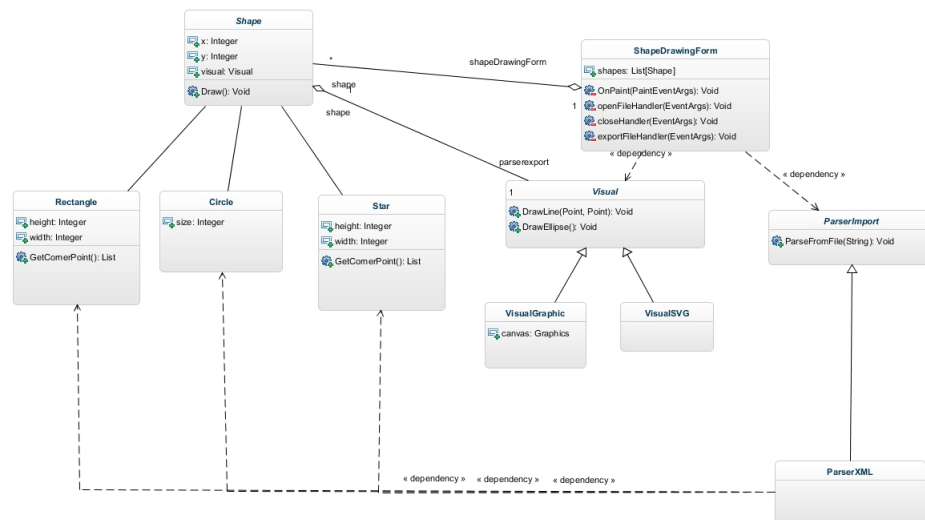 Shape
x: Integer
y: Integer
visual: Visual
Draw(): Void
*
shapeDrawingForm
shape
1
shape
parserexport
ShapeDrawingForm
shapes: List[Shape]
OnPaint(PaintEventArgs): Void
1
openFileHandler(EventArgs): Void
closeHandler(EventArgs): Void
exportFileHandler(EventArgs): Void
« dependency »
« dependency »
Rectangle
height: Integer
width: Integer
GetCornerPoint(): List
Circle
size: Integer
Star
height: Integer
width: Integer
GetCornerPoint(): List
1
Visual
DrawLine(Point, Point): Void
DrawEllipse(): Void
ParserImport
ParseFromFile(String): Void
VisualGraphic
canvas: Graphics
VisualSVG
ParserXML
« dependency » « dependency » « dependency »